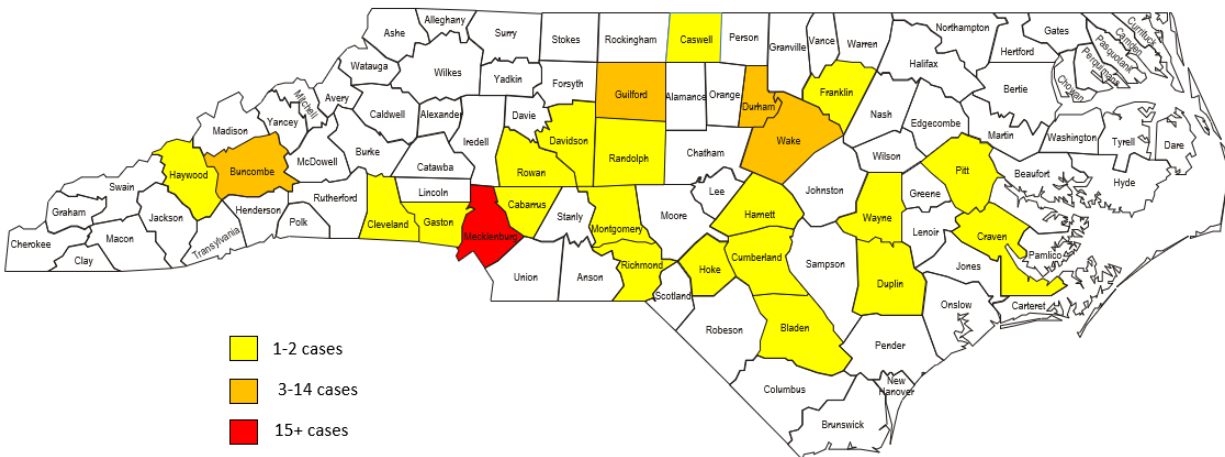 Alleghany
Ashe
Surry
Stokes
Rockingham
Caswell
Person
Granville
Vance
Warren
Northampton
Gates
Currituck
Camden
Pasquotank
Perquimans
Chowan
Hertford
Halifax
Bertie
Watauga
Wilkes
Yadkin
Forsyth
Guilford
Alamance
Orange
Durham
Franklin
Nash
Edgecombe
Martin
Washington
Tyrell
Dare
Mitchell
Avery
Caldwell
Alexander
Davie
Iredell
Davidson
Randolph
Chatham
Wake
Wilson
Pitt
Beaufort
Hyde
Madison
Yancey
McDowell
Burke
Catawba
Rowan
Lee
Johnston
Greene
Haywood
Buncombe
Swain
Rutherford
Lincoln
Cabarrus
Stanly
Moore
Harnett
Wayne
Lenoir
Craven
Pamlico
Graham
Jackson
Henderson
Polk
Cleveland
Gaston
Mecklenburg
Montgomery
Cherokee
Macon
Clay
Transylvania
Union
Anson
Richmond
Hoke
Cumberland
Sampson
Duplin
Jones
Carteret
Scotland
Onslow
Robeson
Bladen
Pender
Columbus
New
Hanover
Brunswick
1-2 cases
3-14 cases
15+ cases